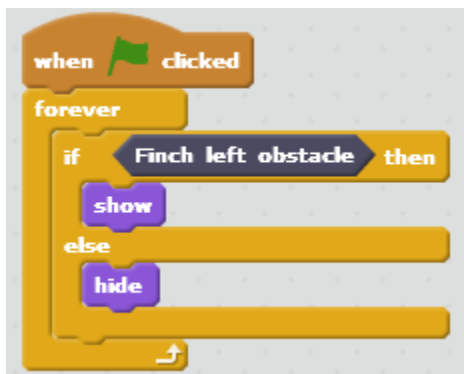 when clicked
forever
if Finch left obstacle then
show
else
hide